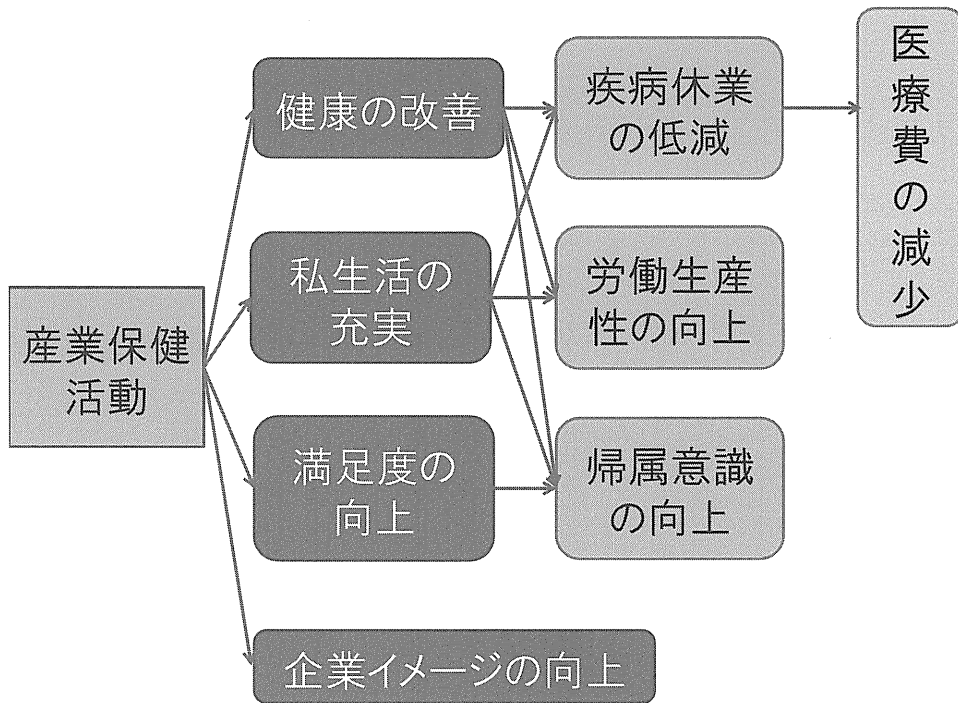 産業保健
活動
健康の改善
私生活の
充実
満足度の
向上
企業イメージの向上
疾病休業
の低減
労働生産
性の向上
帰属意識
の向上
医療費の減少